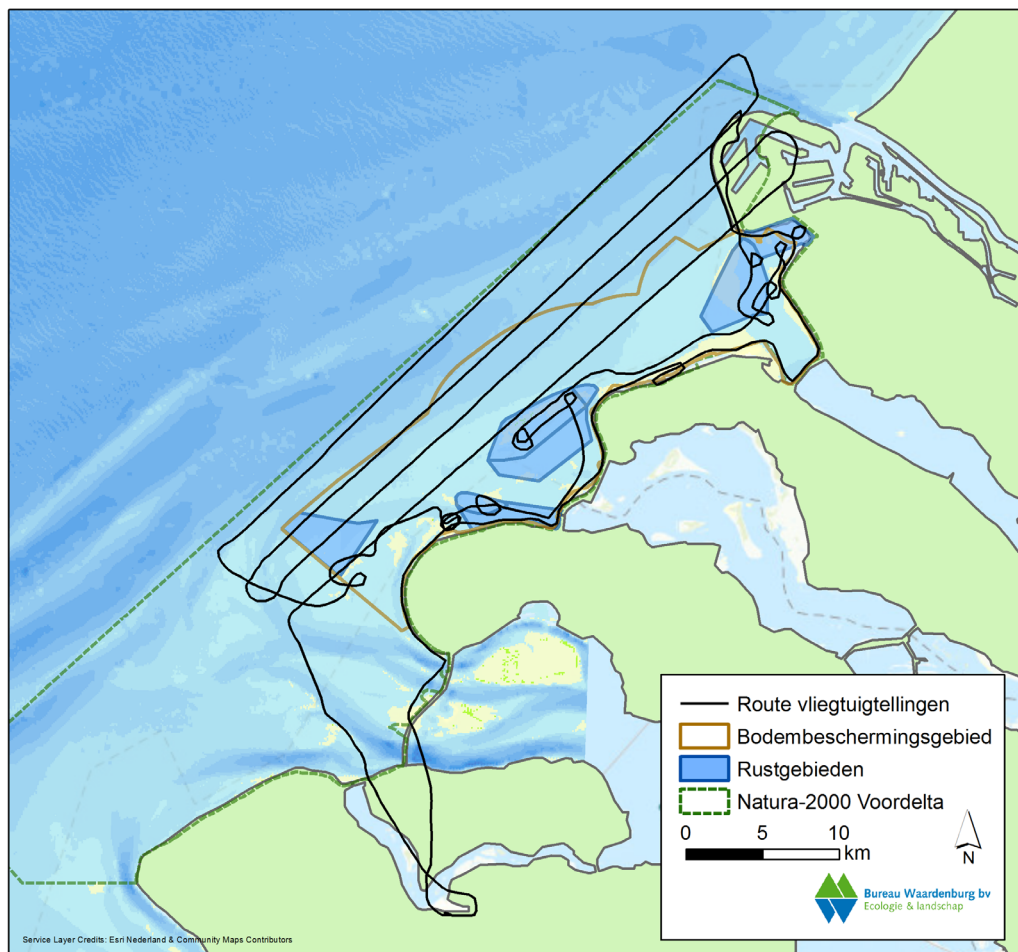 Route vliegtuigtellingen
Bodembeschermingsgebied
Rustgebieden
Natura-2000 Voordelta
0 5 10
km
N
Bureau Waardenburg bv
Ecologie & landschap
Service Layer Credits: Esri Nederland & Community Maps Contributors